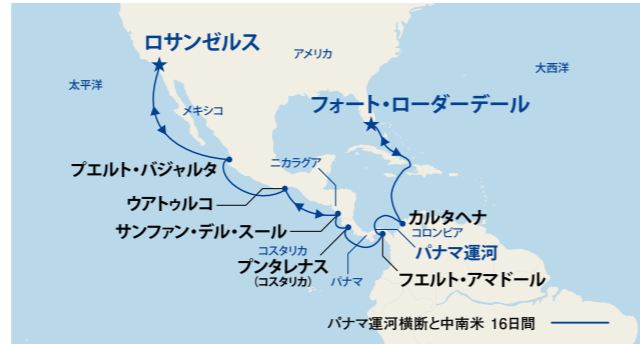 ロサンゼルス
アメリカ
大西洋
太平洋
メキシコ
フォート・ローダーデール
プエルト・バジャルタ
ニカラグア
ウアトゥルコ
サンファン・デル・スール
カルタヘナ
コロンビア
コスタリカ
パナマ運河
プンタレナス
(コスタリカ)
パナマ
フエルト・アマドール
パナマ運河横断と中南米 16日間